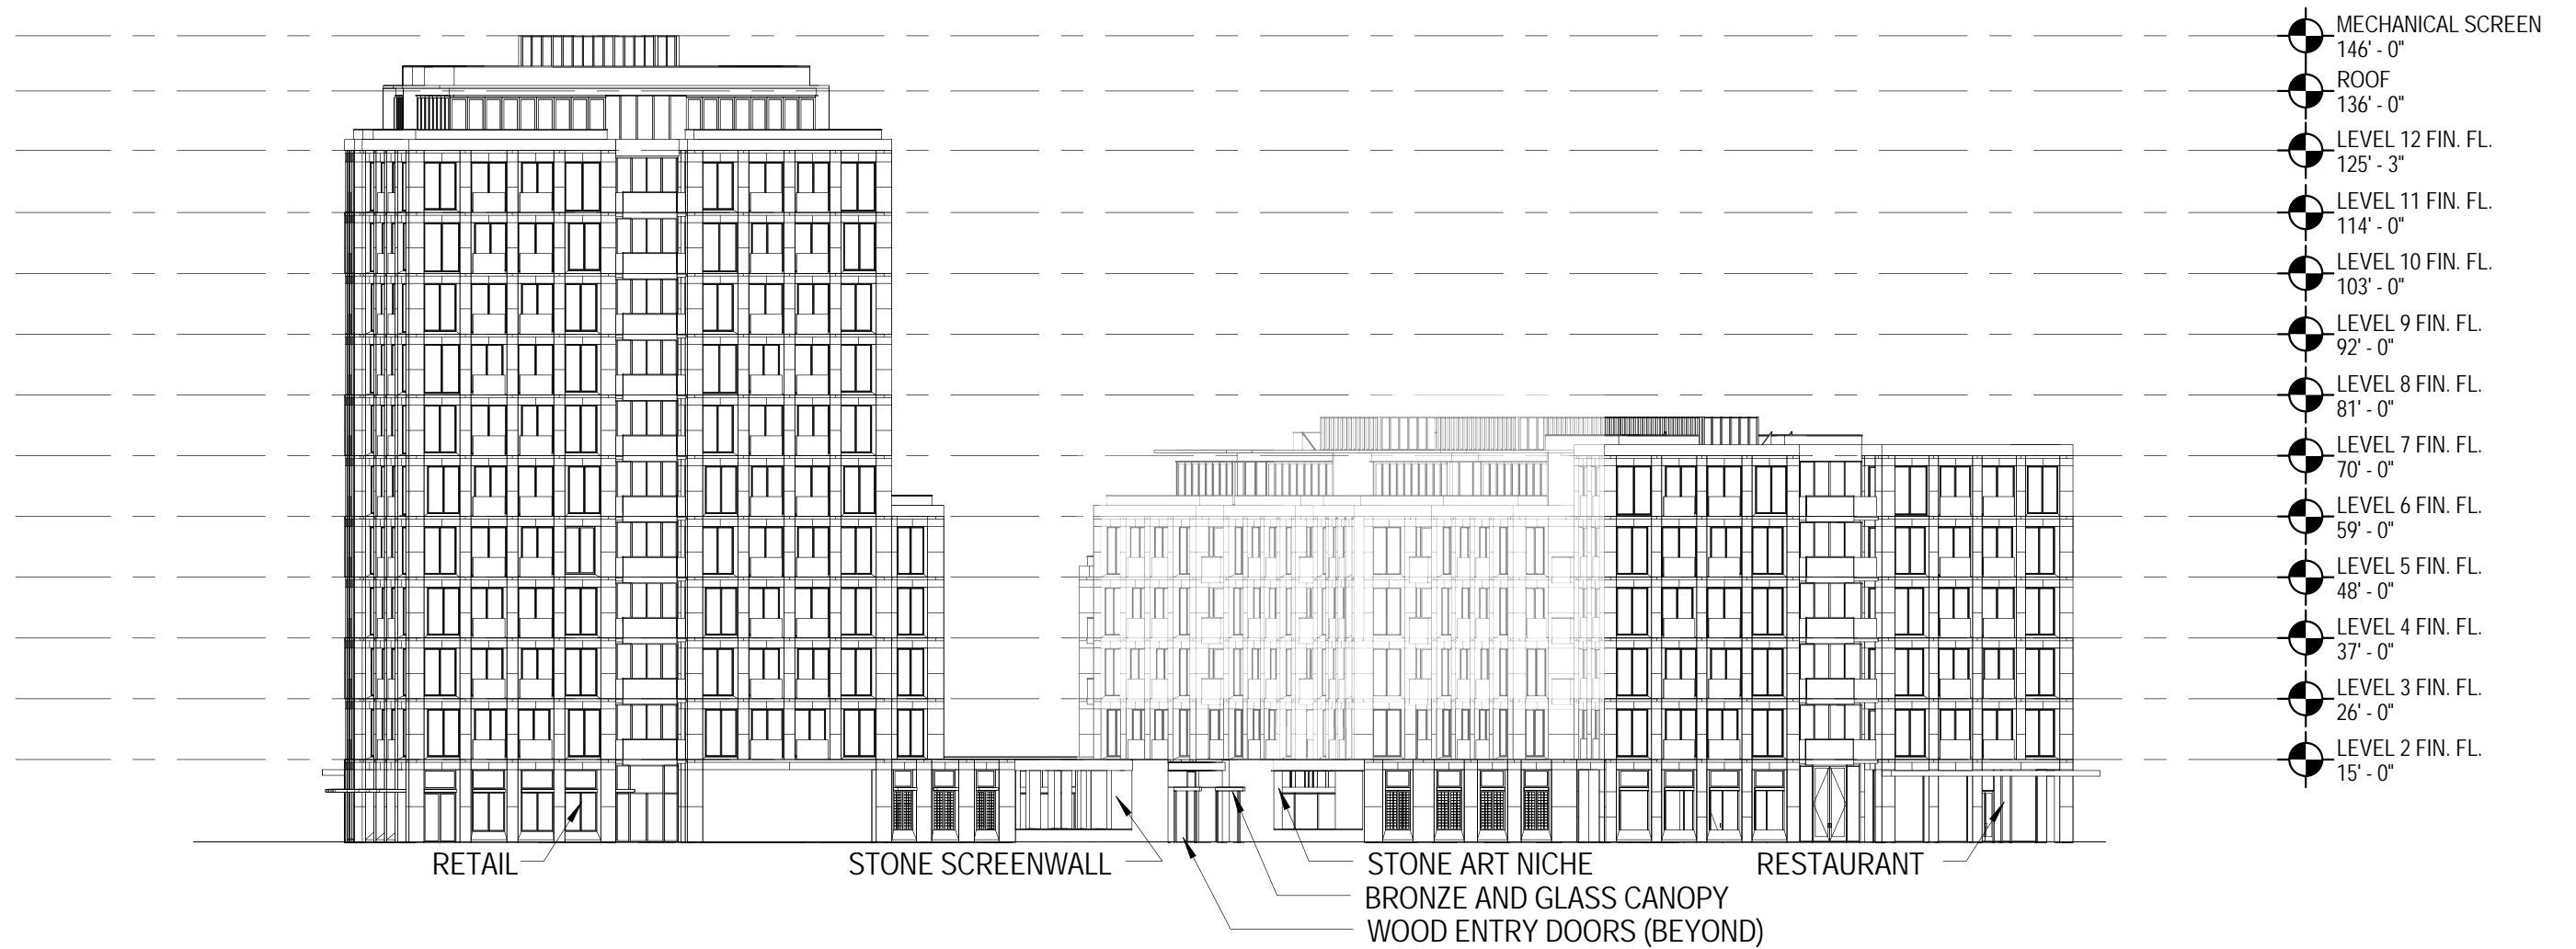 MECHANICAL SCREEN
146' - 0"
ROOF
136' - 0"
LEVEL 12 FIN. FL.
125' - 3"
LEVEL 11 FIN. FL.
114' - 0"
LEVEL 10 FIN. FL.
103' - 0"
LEVEL 9 FIN. FL.
92' - 0"
LEVEL 8 FIN. FL.
81' - 0"
LEVEL 7 FIN. FL.
70' - 0"
LEVEL 6 FIN. FL.
59' - 0"
LEVEL 5 FIN. FL.
48' - 0"
LEVEL 4 FIN. FL.
37' - 0"
LEVEL 3 FIN. FL.
26' - 0"
LEVEL 2 FIN. FL.
15' - 0"
RETAIL
STONE SCREENWALL
STONE ART NICHE
RESTAURANT
BRONZE AND GLASS CANOPY
WOOD ENTRY DOORS (BEYOND)